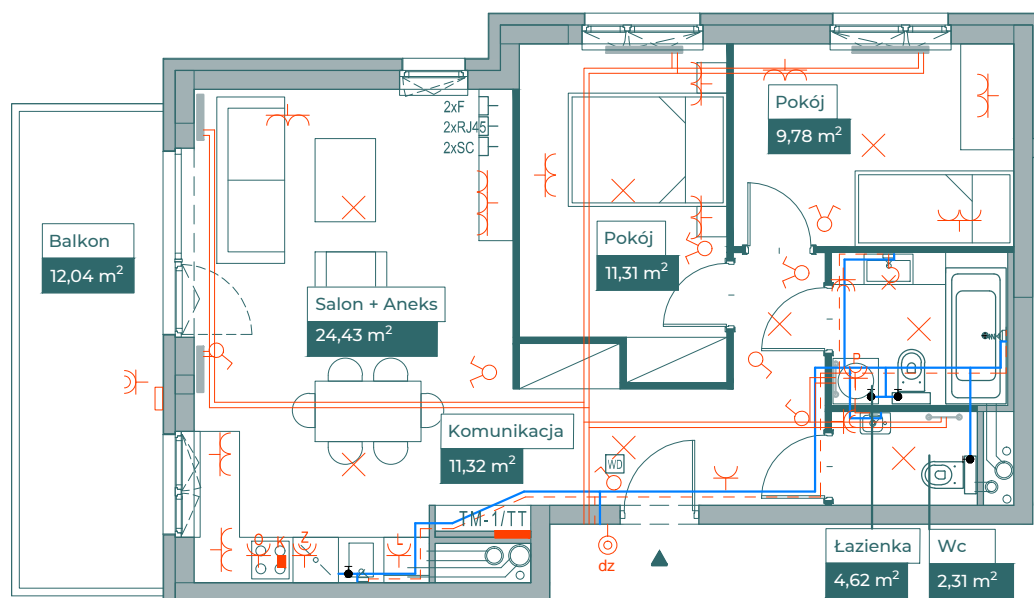 2xF
2xRJ45
2xSC
Pokój
9,78 m²
Balkon
12,04 m²
Pokój
11,31 m²
Salon + Aneks
24,43 m²
P
Komunikacja
11,32 m²
WD
TM-1/TT
O
K
Z
L
dz
Łazienka
4,62 m²
Wc
2,31 m²